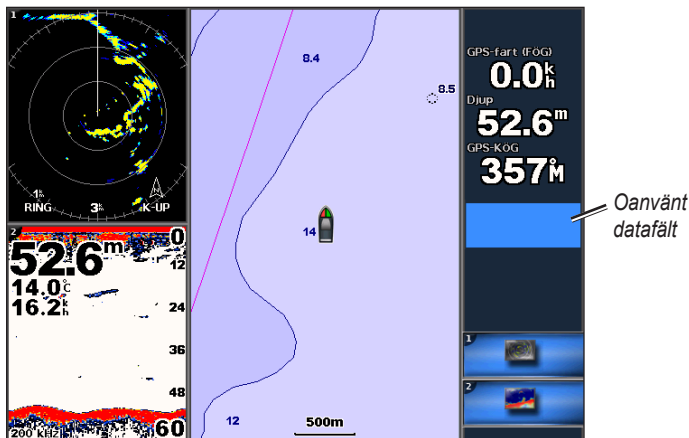 1
N
RING
3
K-UP
2
52.6m
14.0°C
16.2kh
200 kHz
0
12
24
36
48
60
8.4
8.5
14
12
500m
GPS-fart (FÖG)
0.0kh
Djup
52.6m
GPS-KÖG
357°M
1
2
Oanvänt
datafält